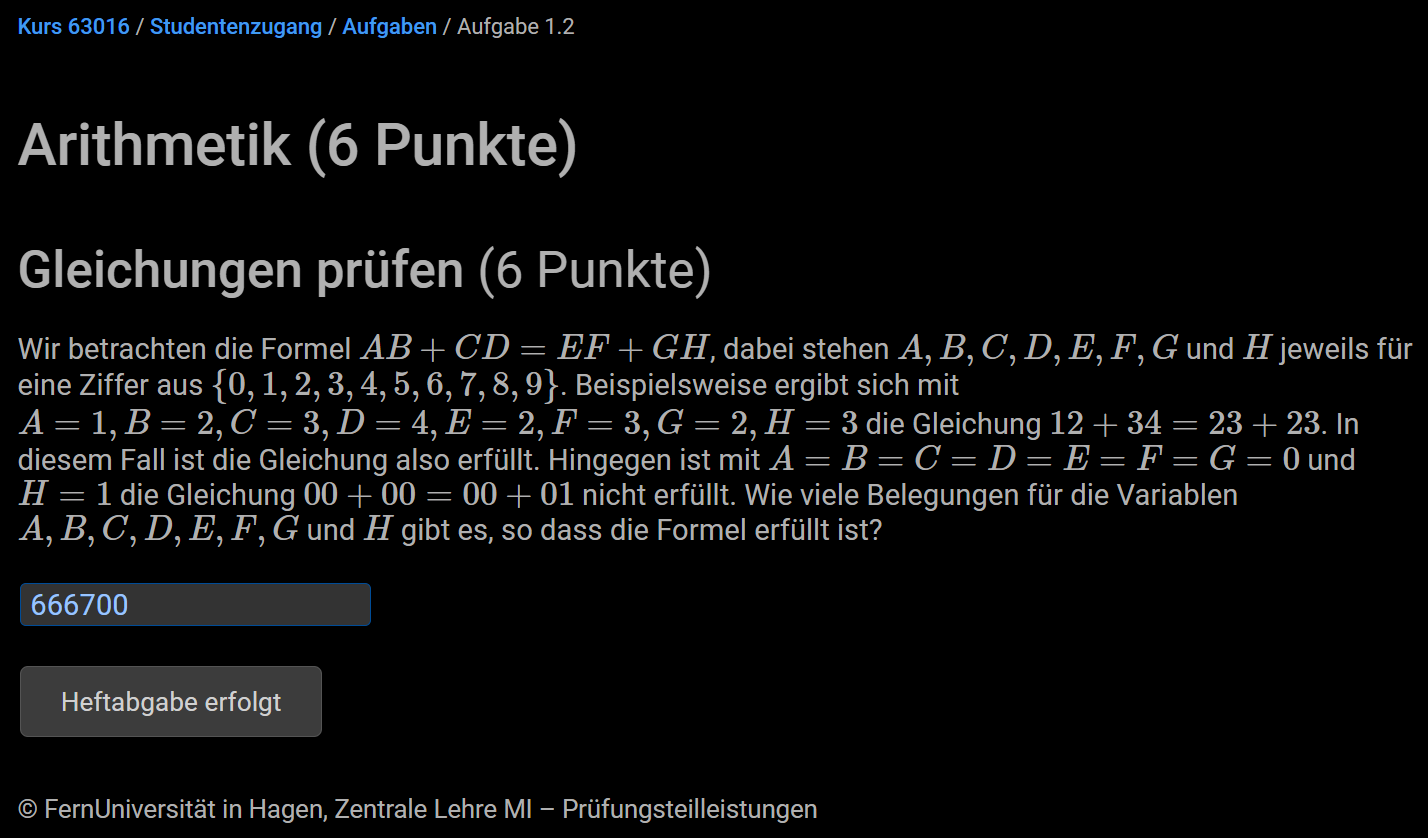 Kurs 63016 / Studentenzugang / Aufgaben / Aufgabe 1.2
Arithmetik (6 Punkte)
Gleichungen prüfen (6 Punkte)
Wir betrachten die Formel AB + CD = EF + GH, dabei stehen A, B, C, D, E, F, G und H jeweils für
eine Ziffer aus {0, 1, 2, 3, 4, 5, 6, 7, 8, 9}. Beispielsweise ergibt sich mit
A = 1, B = 2, C = 3, D = 4, E = 2, F = 3, G = 2, H = 3 die Gleichung 12 + 34 = 23 + 23. In
diesem Fall ist die Gleichung also erfüllt. Hingegen ist mit A = B = C = D = E = F = G = 0 und
H = 1 die Gleichung 00 + 00 = 00 + 01 nicht erfüllt. Wie viele Belegungen für die Variablen
A, B, C, D, E, F, G und H gibt es, so dass die Formel erfüllt ist?
666700
Heftabgabe erfolgt
© FernUniversität in Hagen, Zentrale Lehre MI – Prüfungsteilleistungen